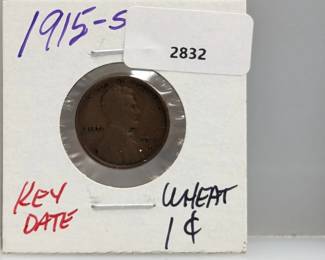 1915-S
2832
KEY
DATE
WHEAT
1¢